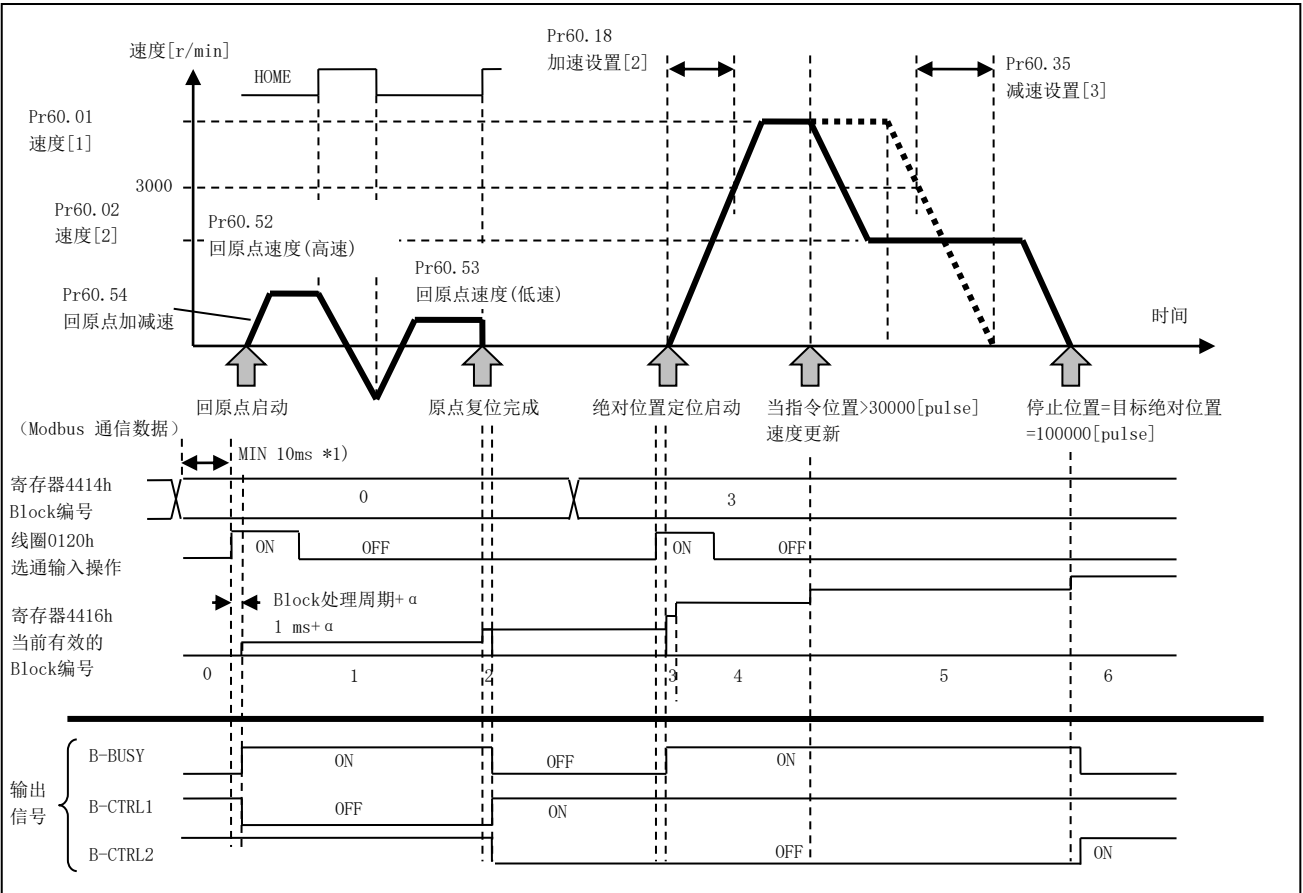 Pr60.18
加速设置[2]
速度[r/min]
HOME
Pr60.35
减速设置[3]
Pr60.01
速度[1]
3000
Pr60.02
速度[2]
Pr60.52
回原点速度(高速)
Pr60.53
回原点速度(低速)
Pr60.54
回原点加减速
时间
回原点启动
原点复位完成
绝对位置定位启动
当指令位置>30000[pulse]
速度更新
停止位置=目标绝对位置
=100000[pulse]
（Modbus 通信数据）
MIN 10ms *1)
寄存器4414h
Block编号
0
3
线圈0120h
选通输入操作
ON
OFF
ON
OFF
Block处理周期+α
1 ms+α
寄存器4416h
当前有效的
Block编号
0
1
2
3
4
5
6
输出
信号
B-BUSY
ON
OFF
ON
B-CTRL1
OFF
ON
B-CTRL2
OFF
ON